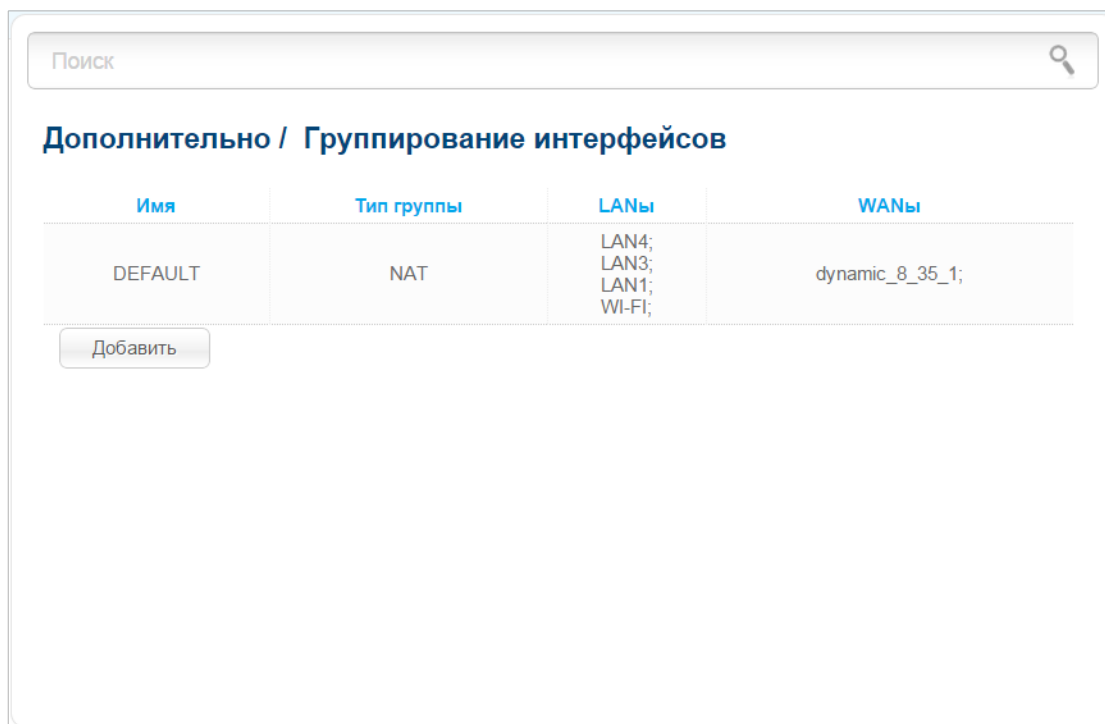 Поиск
Дополнительно / Группирование интерфейсов
Имя Тип группы LANы WANы
DEFAULT NAT LAN4; LAN3; LAN1; WI-FI; dynamic_8_35_1;
Добавить